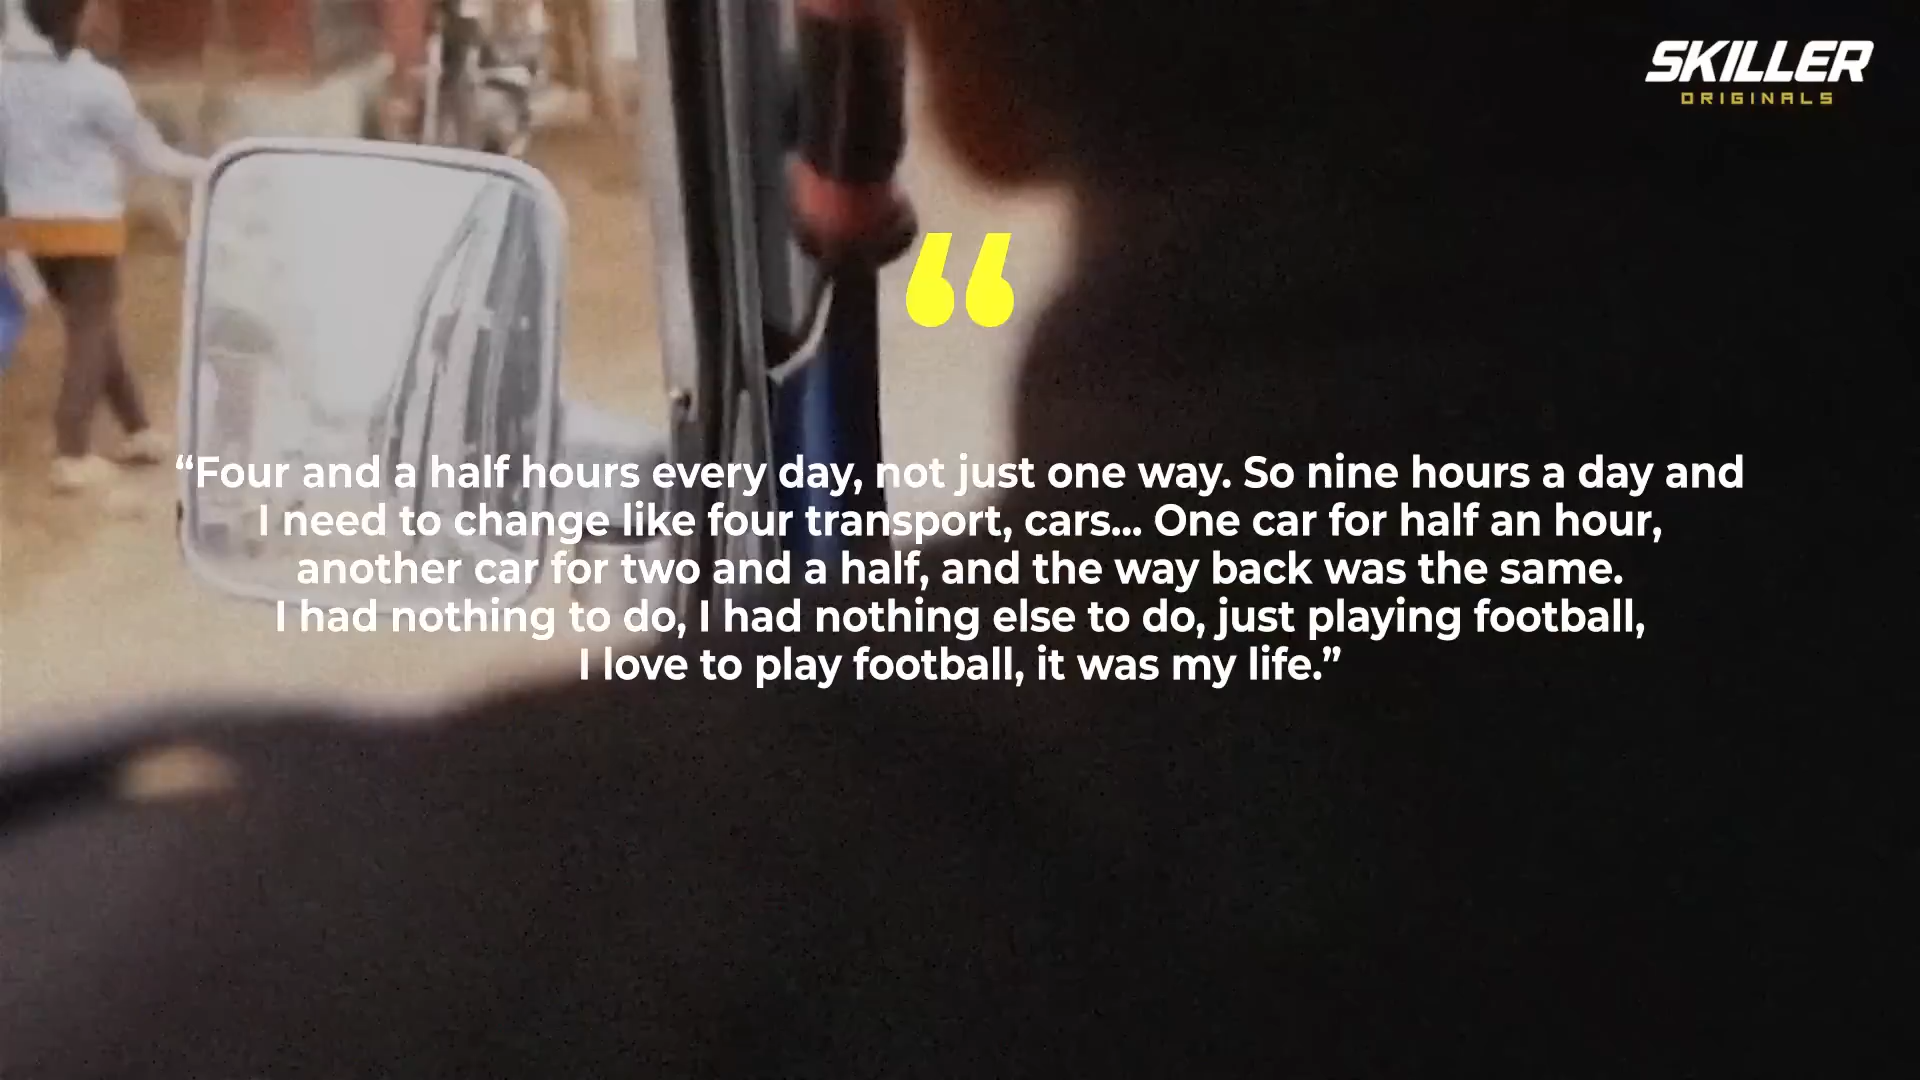 SKILLER
ORIGINALS
“
“Four and a half hours every day, not just one way. So nine hours a day and
I need to change like four transport, cars... One car for half an hour,
another car for two and a half, and the way back was the same.
I had nothing to do, I had nothing else to do, just playing football,
I love to play football, it was my life.”